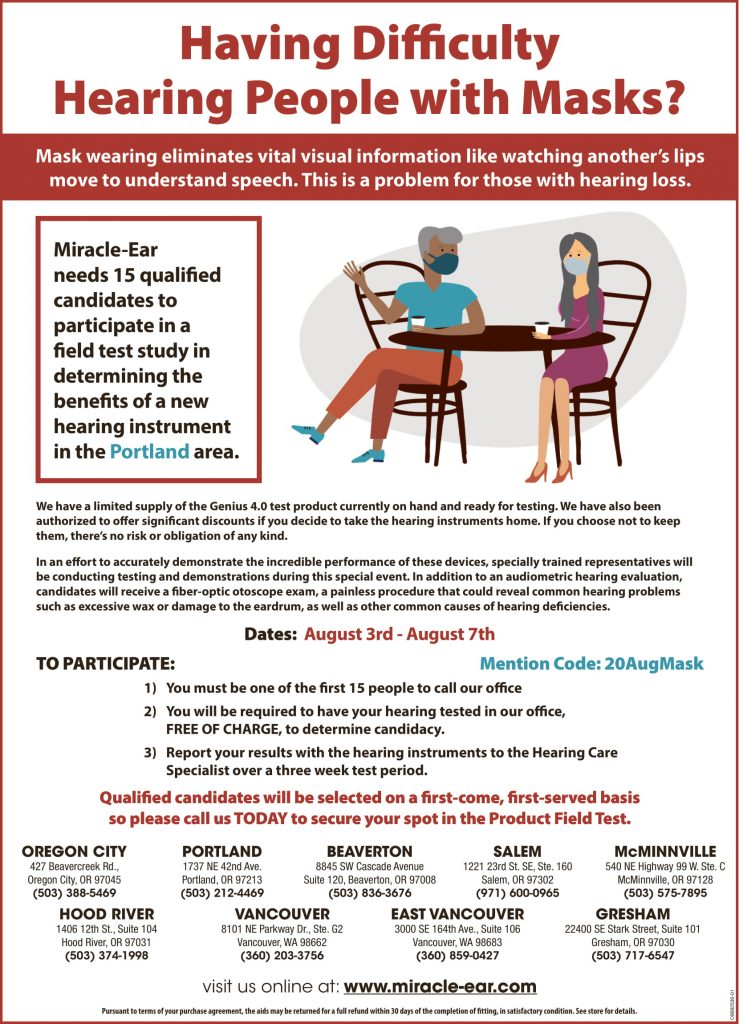 Having Difficulty
Hearing People with Masks?
Mask wearing eliminates vital visual information like watching another's lips
move to understand speech. This is a problem for those with hearing loss.
Miracle-Ear
needs 15 qualified
candidates to
participate in a
field test study in
determining the
benefits of a new
hearing instrument
in the Portland area.
We have a limited supply of the Genius 4.0 test product currently on hand and ready for testing. We have also been
authorized to offer significant discounts if you decide to take the hearing instruments home. If you choose not to keep
them, there's no risk or obligation of any kind.
In an effort to accurately demonstrate the incredible performance of these devices, specially trained representatives will
be conducting testing and demonstrations during this special event. In addition to an audiometric hearing evaluation,
candidates will receive a fiber-optic otoscope exam, a painless procedure that could reveal common hearing problems
such as excessive wax or damage to the eardrum, as well as other common causes of hearing deficiencies.
Dates: August 3rd - August 7th
TO PARTICIPATE: Mention Code: 20AugMask
1) You must be one of the first 15 people to call our office
2) You will be required to have your hearing tested in our office,
FREE OF CHARGE, to determine candidacy.
3) Report your results with the hearing instruments to the Hearing Care
Specialist over a three week test period.
Qualified candidates will be selected on a first-come, first-served basis
so please call us TODAY to secure your spot in the Product Field Test.
OREGON CITY
427 Beavercreek Rd.,
Oregon City, OR 97045
(503) 388-5469
PORTLAND
1737 NE 42nd Ave.
Portland, OR 97213
(503) 212-4469
BEAVERTON
8845 SW Cascade Avenue
Suite 120, Beaverton, OR 97008
(503) 836-3676
SALEM
1221 23rd St. SE, Ste. 160
Salem, OR 97302
(971) 600-0965
McMINNVILLE
540 NE Highway 99 W. Ste. C
McMinnville, OR 97128
(503) 575-7895
HOOD RIVER
1406 12th St., Suite 104
Hood River, OR 97031
(503) 374-1998
VANCOUVER
8101 NE Parkway Dr., Ste. G2
Vancouver, WA 98662
(360) 203-3756
EAST VANCOUVER
3000 SE 164th Ave., Suite 106
Vancouver, WA 98683
(360) 859-0427
GRESHAM
22400 SE Stark Street, Suite 101
Gresham, OR 97030
(503) 717-6547
visit us online at: www.miracle-ear.com
Pursuant to terms of your purchase agreement, the aids may be returned for a full refund within 30 days of the completion of fitting, in satisfactory condition. See store for details.